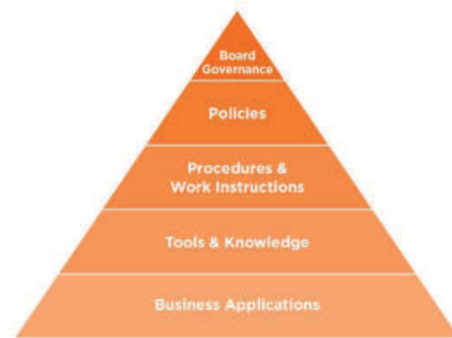 Board
Governance
Policies
Procedures &
Work Instructions
Tools & Knowledge
Business Applications